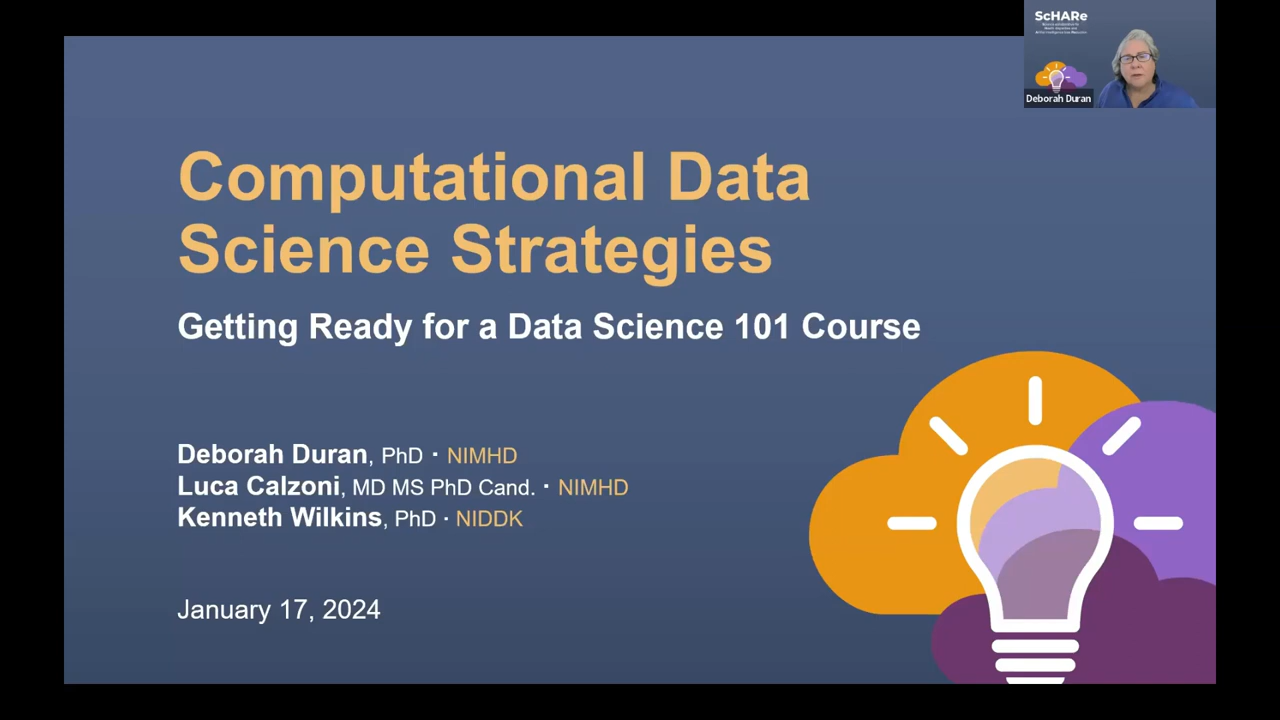 ScHARe
Deborah Duran
Computational Data
Science Strategies
Getting Ready for a Data Science 101 Course
Deborah Duran, PhD · NIMHD
Luca Calzoni, MD MS PhD Cand. · NIMHD
Kenneth Wilkins, PhD · NIDDK
January 17, 2024